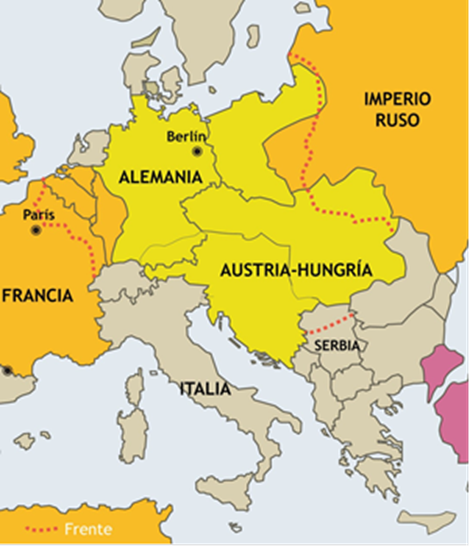 IMPERIO
RUSO
Berlín
ALEMANIA
París
AUSTRIA-HUNGRÍA
FRANCIA
SERBIA
ITALIA
Frente